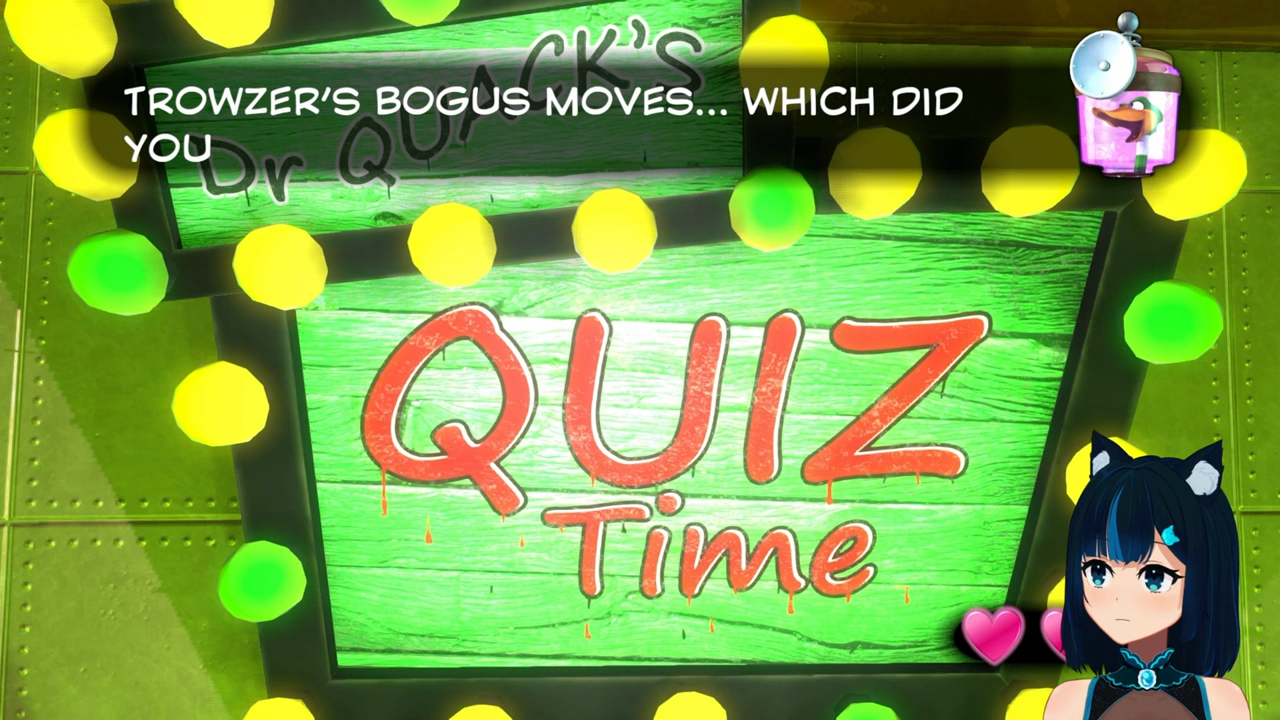 TROWZER'S BOGUS MOVES... WHICH DID
YOU
Dr QUACK'S
QUIZ
Time